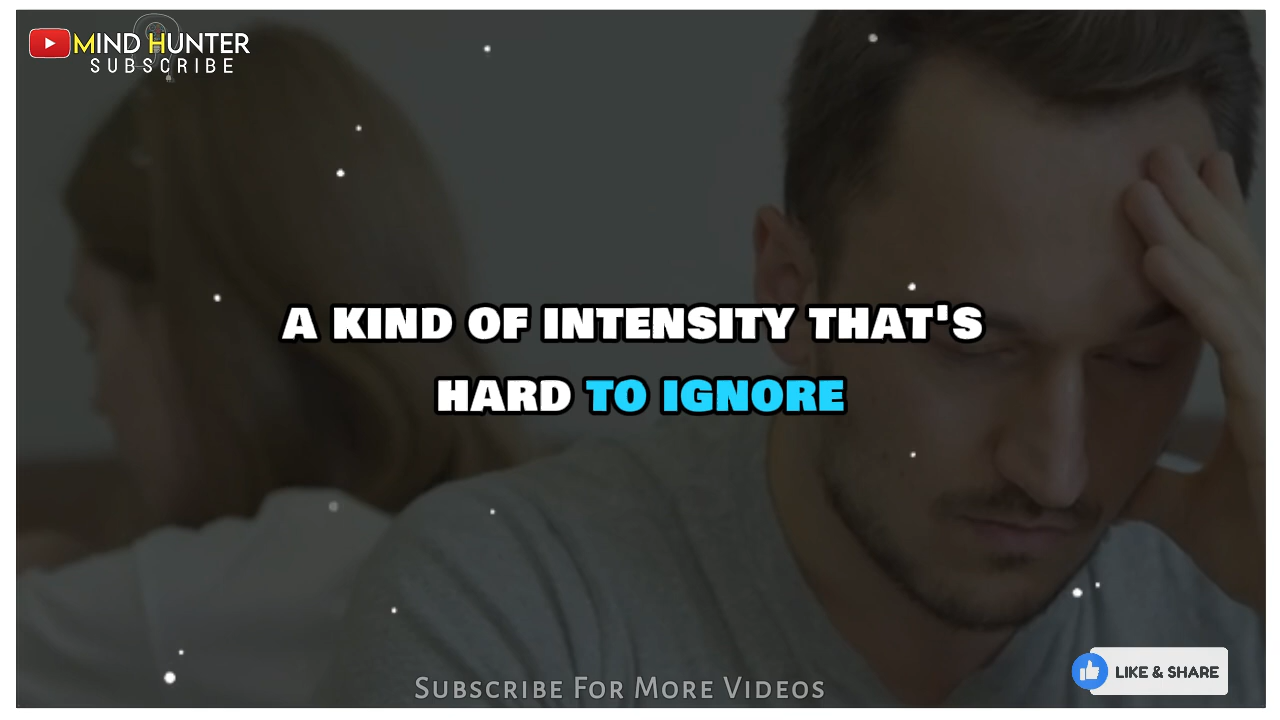 MIND HUNTER
SUBSCRIBE
A KIND OF INTENSITY THAT'S
HARD TO IGNORE
SUBSCRIBE FOR MORE VIDEOS
LIKE & SHARE